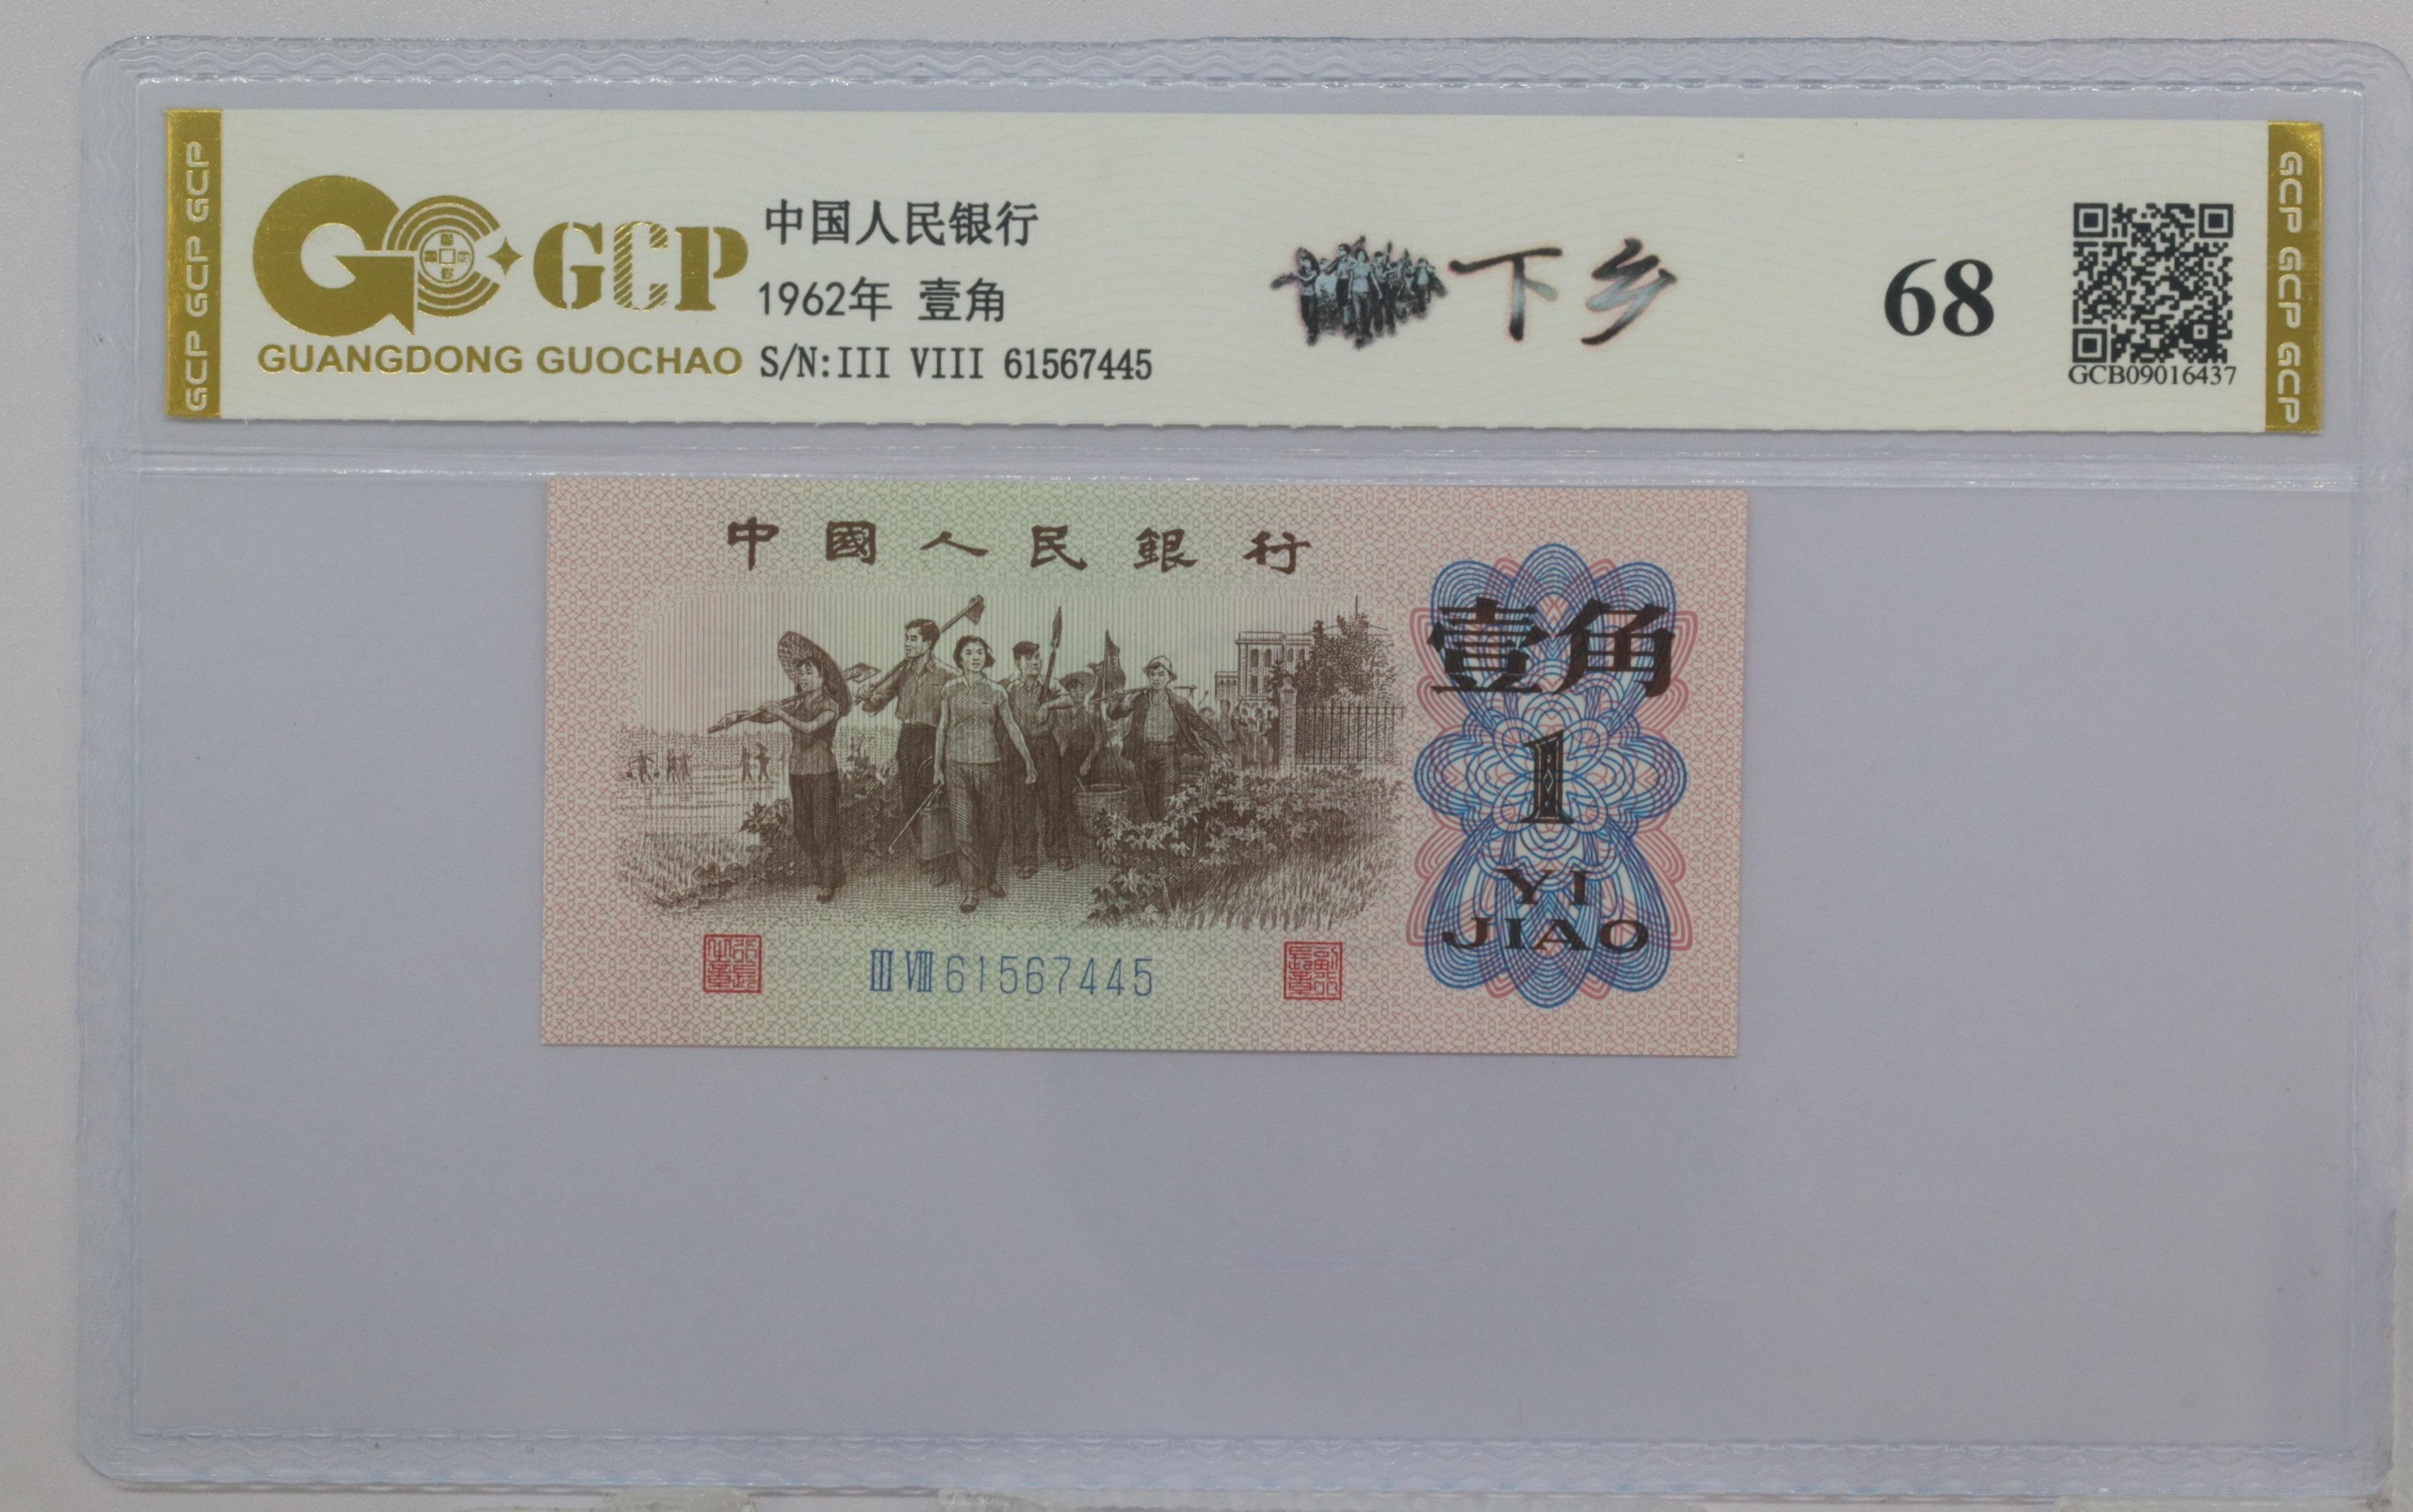 GCP GCP GCP
GCP
GUANGDONG GUOCHAO
中国人民银行
1962年 壹角
S/N:III VIII 61567445
下乡
68
GCB09016437
GCP GCP GCP
中國人民銀行
壹角
1
YI
JIAO
III VIII 61567445